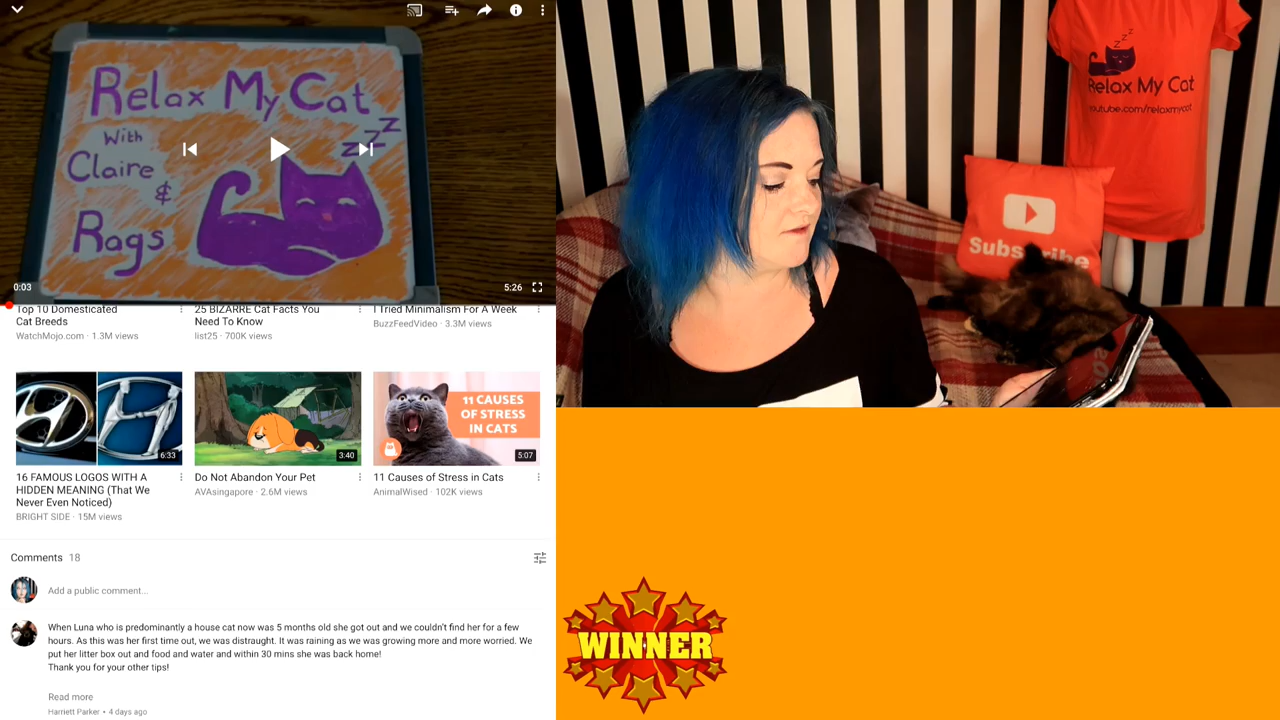 Relax My Cat
With
Claire
&
Rags
zzz
0:03
5:26
Top 10 Domesticated
Cat Breeds
WatchMojo.com · 1.3M views
25 BIZARRE Cat Facts You
Need To Know
list25 · 700K views
I Tried Minimalism For A Week
BuzzFeedVideo · 3.3M views
6:33
16 FAMOUS LOGOS WITH A
HIDDEN MEANING (That We
Never Even Noticed)
BRIGHT SIDE · 15M views
3:40
Do Not Abandon Your Pet
AVAsingapore · 2.6M views
11 CAUSES
OF STRESS
IN CATS
5:07
11 Causes of Stress in Cats
AnimalWised · 102K views
Comments 18
Add a public comment...
When Luna who is predominantly a house cat now was 5 months old she got out and we couldn't find her for a few
hours. As this was her first time out, we was distraught. It was raining as we was growing more and more worried. We
put her litter box out and food and water and within 30 mins she was back home!
Thank you for your other tips!
Read more
Harriett Parker • 4 days ago
zzz
Relax My Cat
youtube.com/relaxmycat
Subscribe
WINNER